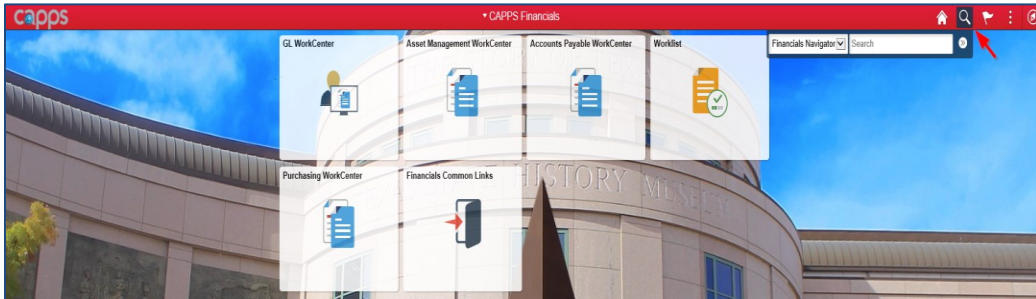 capps
CAPPS Financials
Financials Navigator Search
GL WorkCenter
Asset Management WorkCenter
Accounts Payable WorkCenter
Worklist
Purchasing WorkCenter
Financials Common Links
HISTORY MUSEUM